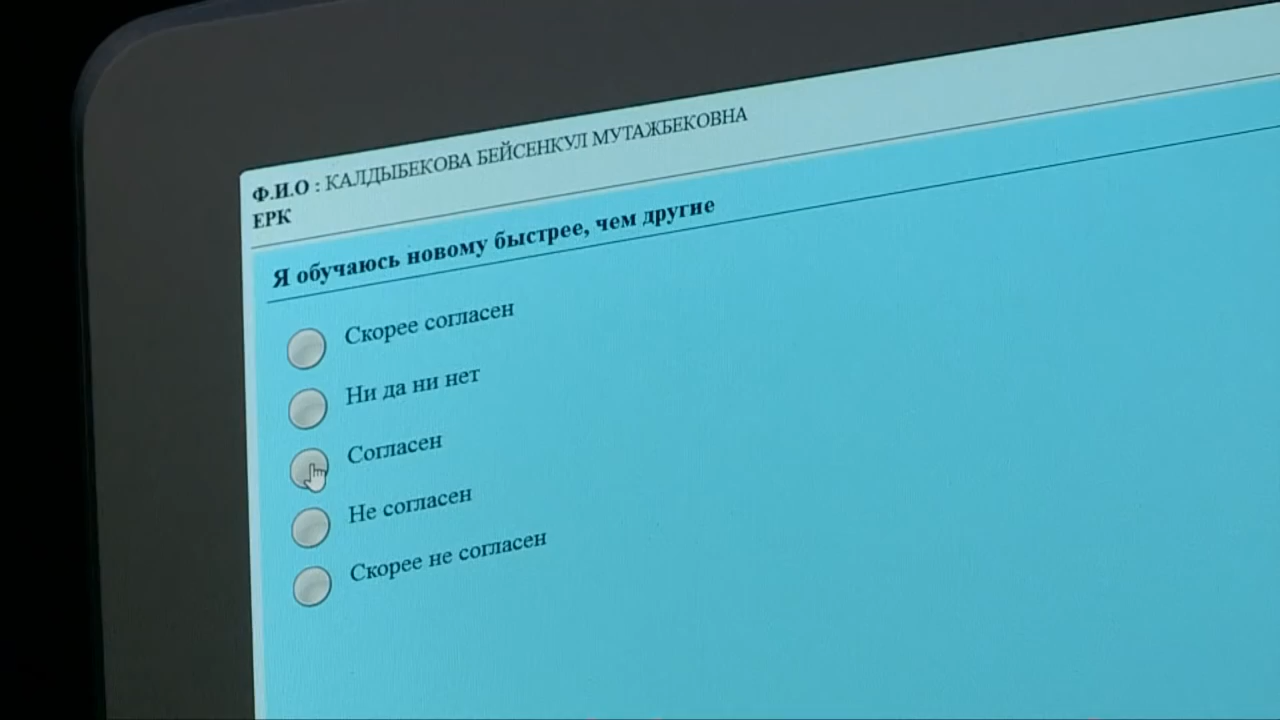 Ф.И.О : КАЛДЫБЕКОВА БЕЙСЕНКУЛ МУТАЖБЕКОВНА
ЕРК
Я обучаюсь новому быстрее, чем другие
Скорее согласен
Ни да ни нет
Согласен
Не согласен
Скорее не согласен